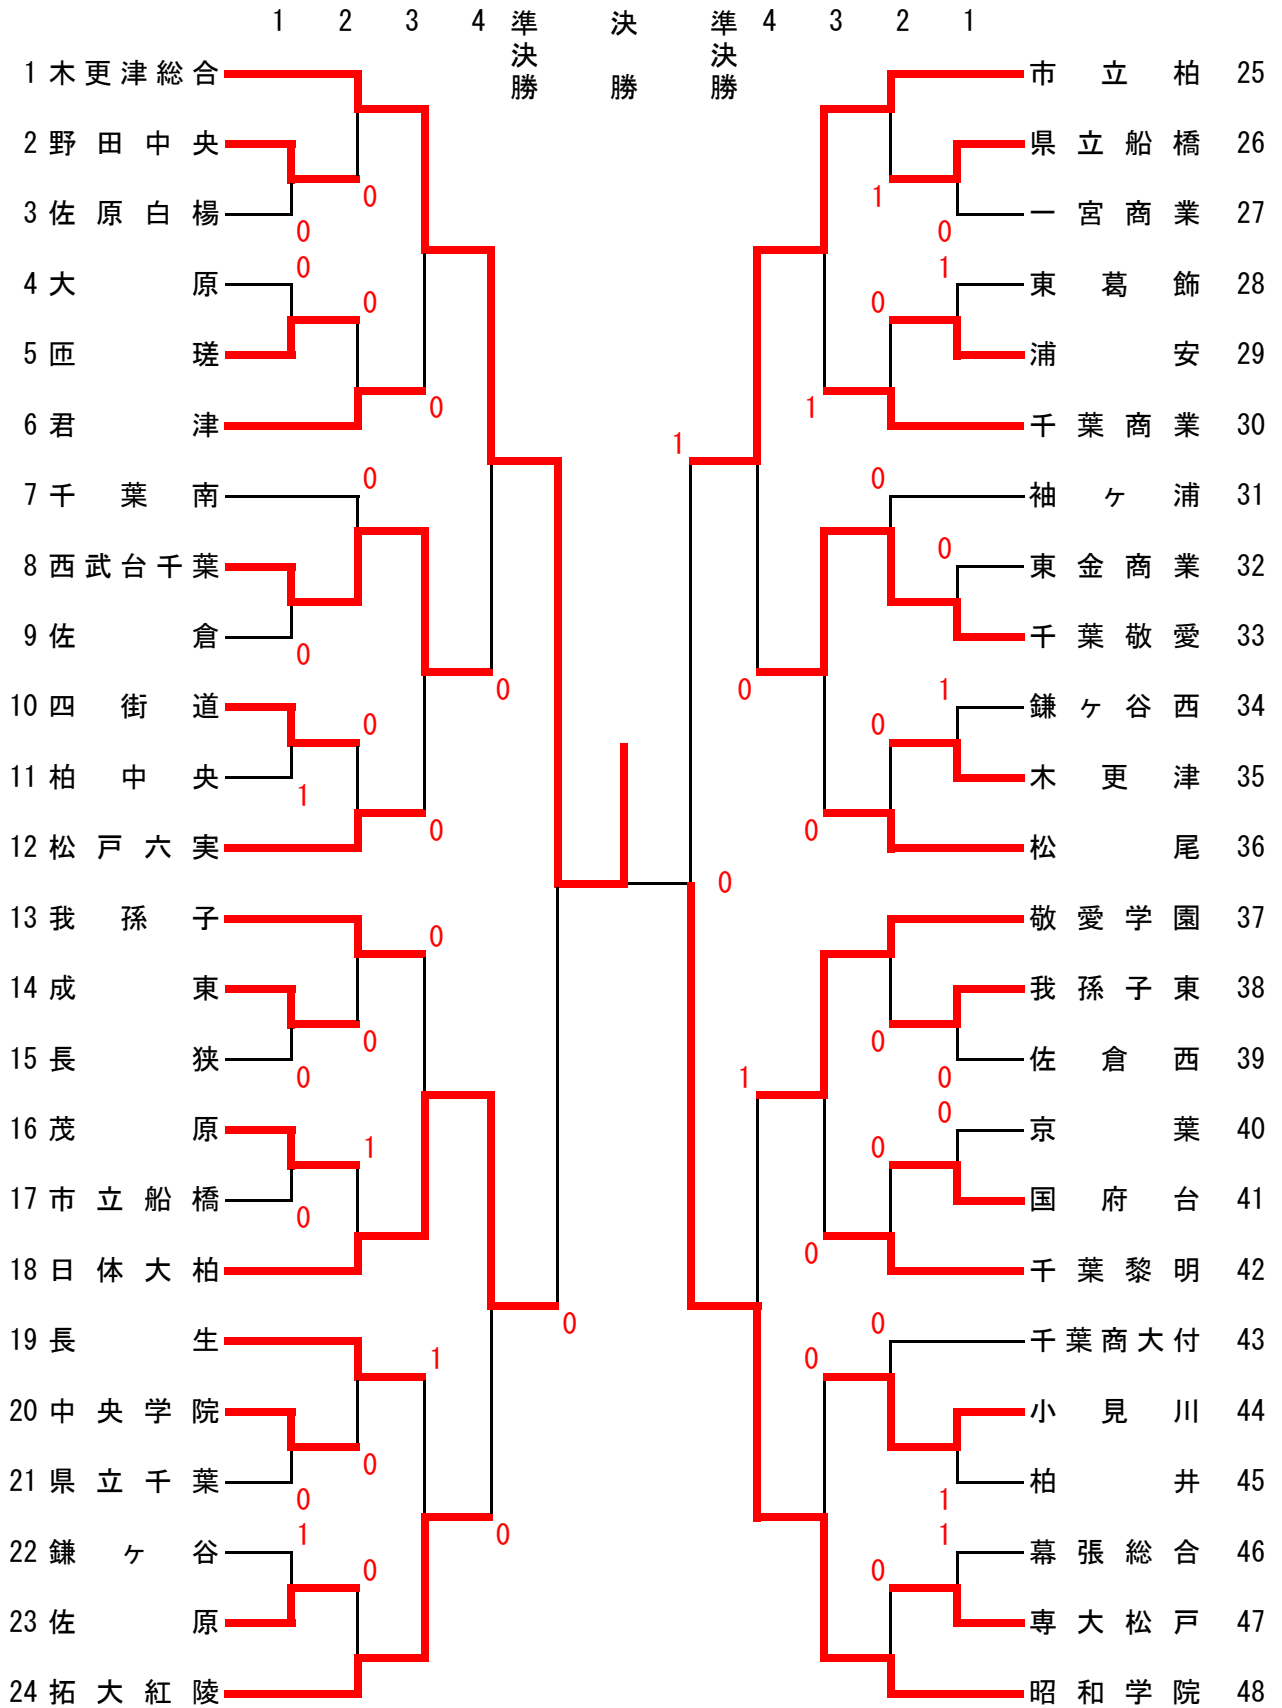 1 2 3 4 準決勝 決勝 準決勝 4 3 2 1
1 木更津総合 市立柏 25
2 野田中央 県立船橋 26
0 1
3 佐原白楊 一宮商業 27
0 0
0 1
4 大原 東葛飾 28
0 0
5 匝瑳 浦安 29
0 1
6 君津 千葉商業 30
1
0 0
7 千葉南 袖ヶ浦 31
0
8 西武台千葉 東金商業 32
9 佐倉 千葉敬愛 33
0
0 0 1
10 四街道 鎌ヶ谷西 34
0 0
11 柏中央 木更津 35
1
0 0
12 松戸六実 松尾 36
0
13 我孫子 敬愛学園 37
0
14 成東 我孫子東 38
0 0
15 長狭 佐倉西 39
0 1 0
0
16 茂原 京葉 40
1 0
17 市立船橋 国府台 41
0
0
18 日体大柏 千葉黎明 42
0 0
19 長生 千葉商大付 43
1 0
20 中央学院 小見川 44
0
21 県立千葉 柏井 45
0 1
1 0 1
22 鎌ヶ谷 幕張総合 46
0 0
23 佐原 専大松戸 47
24 拓大紅陵 昭和学院 48